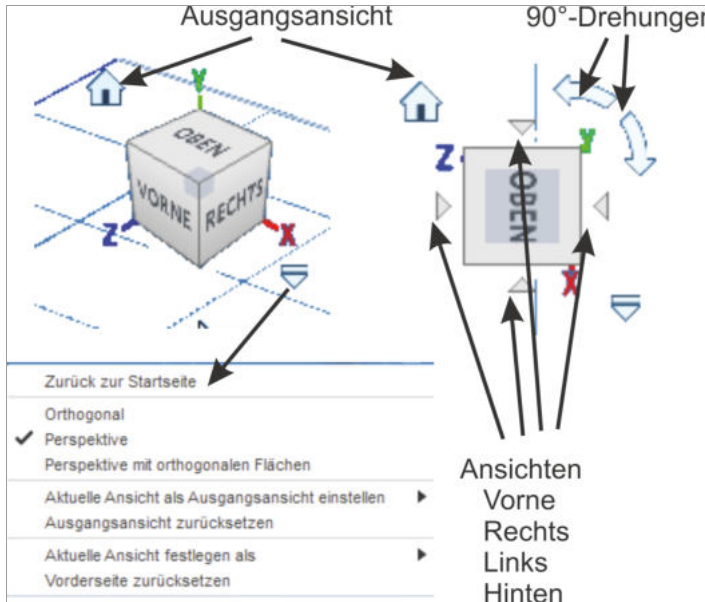 Ausgangsansicht
90°-Drehungen
Y
OBEN
VORNE
RECHTS
Z
X
Z
Y
OBEN
X
Zurück zur Startseite
Orthogonal
Perspektive
Perspektive mit orthogonalen Flächen
Aktuelle Ansicht als Ausgangsansicht einstellen
Ausgangsansicht zurücksetzen
Aktuelle Ansicht festlegen als
Vorderseite zurücksetzen
Ansichten
Vorne
Rechts
Links
Hinten